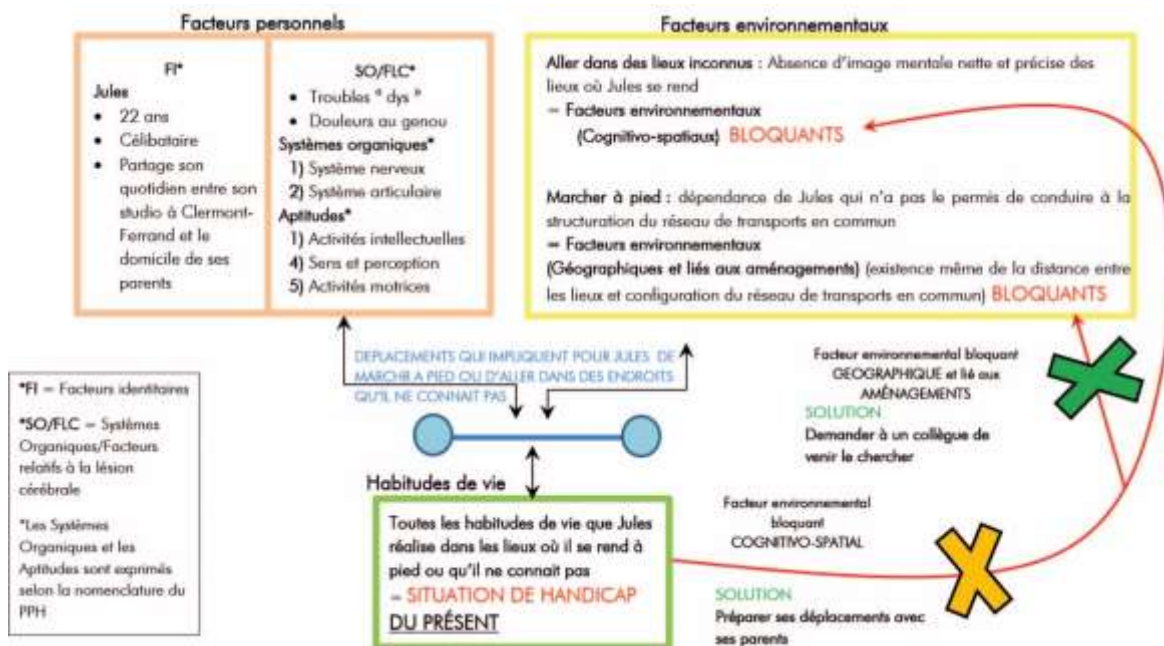 Facteurs personnels
FI*
Jules
• 22 ans
• Célibataire
• Partage son
quotidien entre son
studio à Clermont-
Ferrand et le
domicile de ses
parents
SO/FLC*
• Troubles " dys "
• Douleurs au genou
Systèmes organiques*
1) Système nerveux
2) Système articulaire
Aptitudes*
1) Activités intellectuelles
4) Sens et perception
5) Activités motrices
Facteurs environnementaux
Aller dans des lieux inconnus : Absence d'image mentale nette et précise des
lieux où Jules se rend
= Facteurs environnementaux
(Cognitivo-spatiaux) BLOQUANTS
Marcher à pied : dépendance de Jules qui n'a pas le permis de conduire à la
structuration du réseau de transports en commun
= Facteurs environnementaux
(Géographiques et liés aux aménagements) (existence même de la distance entre
les lieux et configuration du réseau de transports en commun) BLOQUANTS
DEPLACEMENTS QUI IMPLIQUENT POUR JULES DE
MARCHR A PIED OU D'ALLER DANS DES ENDROITS
QU'IL NE CONNAIT PAS
Habitudes de vie
Toutes les habitudes de vie que Jules
réalise dans les lieux où il se rend à
pied ou qu'il ne connait pas
= SITUATION DE HANDICAP
DU PRÉSENT
Facteur environnemental bloquant
GEOGRAPHIQUE et lié aux
AMÉNAGEMENTS
SOLUTION
Demander à un collègue de
venir le chercher
Facteur environnemental
bloquant
COGNITIVO-SPATIAL
SOLUTION
Préparer ses déplacements avec
ses parents
*FI = Facteurs identitaires
*SO/FLC = Systèmes
Organiques/Facteurs
relatifs à la lésion
cérébrale
*Les Systèmes
Organiques et les
Aptitudes sont exprimés
selon la nomenclature du
PPH